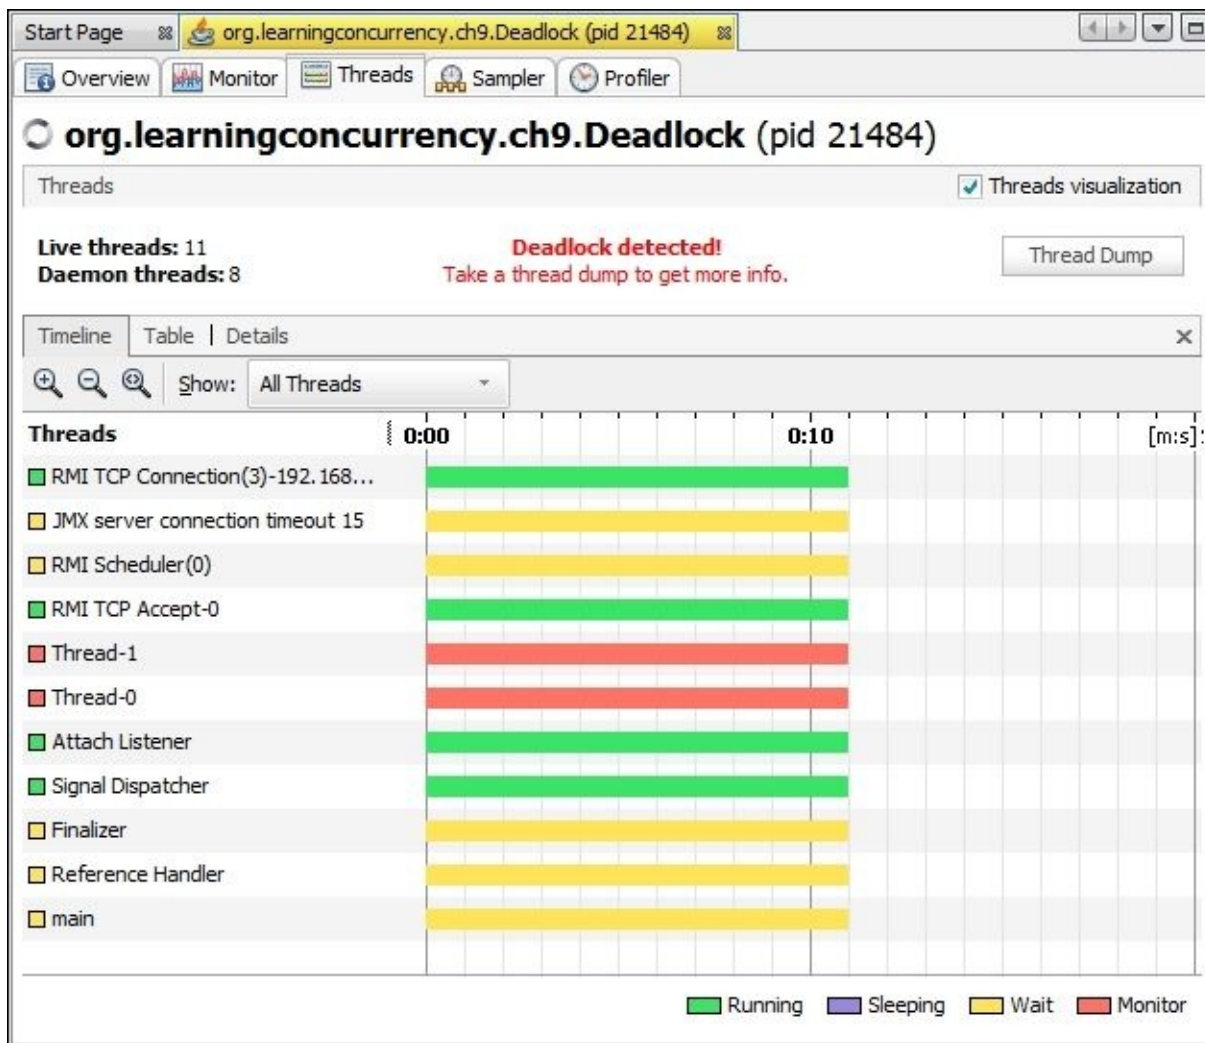 Start Page
org.learningconcurrency.ch9.Deadlock (pid 21484)
Overview
Monitor
Threads
Sampler
Profiler
org.learningconcurrency.ch9.Deadlock (pid 21484)
Threads
Threads visualization
Live threads: 11
Daemon threads: 8
Deadlock detected!
Take a thread dump to get more info.
Thread Dump
Timeline
Table
Details
Show:
All Threads
Threads
0:00
0:10
[m:s]
RMI TCP Connection(3)-192.168...
JMX server connection timeout 15
RMI Scheduler(0)
RMI TCP Accept-0
Thread-1
Thread-0
Attach Listener
Signal Dispatcher
Finalizer
Reference Handler
main
Running
Sleeping
Wait
Monitor